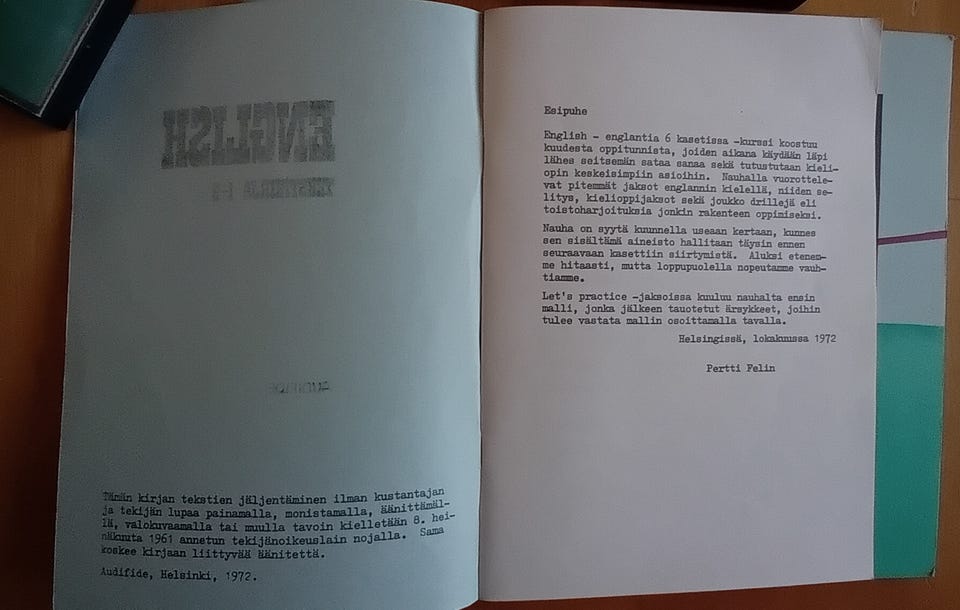 ENGLISH
TEKSTIKIRJA 1-6
AUDIFIDE
Tämän kirjan tekstien jäljentäminen ilman kustantajan
ja tekijän lupaa painamalla, monistamalla, äänittämäl-
lä, valokuvaamalla tai muulla tavoin kielletään 8. hei-
näkuuta 1961 annetun tekijänoikeuslain nojalla. Sama
koskee kirjaan liittyvää äänitettä.
Audifide, Helsinki, 1972.
Esipuhe
English - englantia 6 kasetissa -kurssi koostuu
kuudesta oppitunnista, joiden aikana käydään läpi
lähes seitsemän sataa sanaa sekä tutustutaan kieli-
opin keskeisimpiin asioihin. Nauhalla vuorottele-
vat pitemmät jaksot englannin kielellä, niiden se-
litys, kielioppijaksot sekä joukko drillejä eli
toistoharjoituksia jonkin rakenteen oppimiseksi.
Nauha on syytä kuunnella useaan kertaan, kunnes
sen sisältämä aineisto hallitaan täysin ennen
seuraavaan kasettiin siirtymistä. Aluksi etenem-
me hitaasti, mutta loppupuolella nopeutamme vauh-
tiamme.
Let's practice -jaksoissa kuuluu nauhalta ensin
malli, jonka jälkeen tauotetut ärsykkeet, joihin
tulee vastata mallin osoittamalla tavalla.
Helsingissä, lokakuussa 1972
Pertti Felin